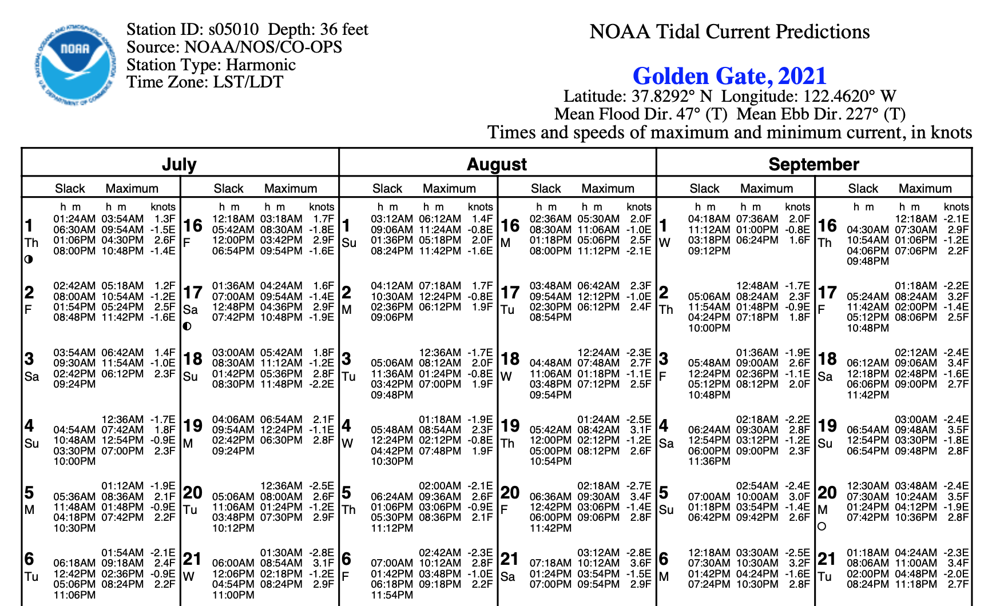 NATIONAL OCEANIC AND ATMOSPHERIC ADMINISTRATION
NOAA
U.S. DEPARTMENT OF COMMERCE
Station ID: s05010 Depth: 36 feet
Source: NOAA/NOS/CO-OPS
Station Type: Harmonic
Time Zone: LST/LDT
NOAA Tidal Current Predictions
Golden Gate, 2021
Latitude: 37.8292° N Longitude: 122.4620° W
Mean Flood Dir. 47° (T) Mean Ebb Dir. 227° (T)
Times and speeds of maximum and minimum current, in knots
July
Slack Maximum
h m h m knots
1
Th
01:24AM 03:54AM 1.3F
06:30AM 09:54AM -1.5E
01:06PM 04:30PM 2.6F
08:00PM 10:48PM -1.4E
2
F
02:42AM 05:18AM 1.2F
08:00AM 10:54AM -1.2E
01:54PM 05:24PM 2.5F
08:48PM 11:42PM -1.6E
3
Sa
03:54AM 06:42AM 1.4F
09:30AM 11:54AM -1.0E
02:42PM 06:12PM 2.3F
09:24PM
4
Su
12:36AM -1.7E
04:54AM 07:42AM 1.8F
10:48AM 12:54PM -0.9E
03:30PM 07:00PM 2.3F
10:00PM
5
M
01:12AM -1.9E
05:36AM 08:36AM 2.1F
11:48AM 01:48PM -0.9E
04:18PM 07:42PM 2.2F
10:30PM
6
Tu
01:54AM -2.1E
06:18AM 09:18AM 2.4F
12:42PM 02:36PM -0.9E
05:06PM 08:24PM 2.2F
11:06PM
Slack Maximum
h m h m knots
16
F
12:18AM 03:18AM 1.7F
05:42AM 08:30AM -1.8E
12:00PM 03:42PM 2.9F
06:54PM 09:54PM -1.6E
17
Sa
01:36AM 04:24AM 1.6F
07:00AM 09:54AM -1.4E
12:48PM 04:36PM 2.9F
07:42PM 10:48PM -1.9E
18
Su
03:00AM 05:42AM 1.8F
08:30AM 11:12AM -1.2E
01:42PM 05:36PM 2.8F
08:30PM 11:48PM -2.2E
19
M
04:06AM 06:54AM 2.1F
09:54AM 12:24PM -1.1E
02:42PM 06:30PM 2.8F
09:24PM
20
Tu
12:36AM -2.5E
05:06AM 08:00AM 2.6F
11:06AM 01:24PM -1.2E
03:48PM 07:30PM 2.9F
10:12PM
21
W
01:30AM -2.8E
06:00AM 08:54AM 3.1F
12:06PM 02:18PM -1.2E
04:54PM 08:24PM 2.9F
11:00PM
August
Slack Maximum
h m h m knots
1
Su
03:12AM 06:12AM 1.4F
09:06AM 11:24AM -0.8E
01:36PM 05:18PM 2.0F
08:24PM 11:42PM -1.6E
2
M
04:12AM 07:18AM 1.7F
10:30AM 12:24PM -0.8E
02:36PM 06:12PM 1.9F
09:06PM
3
Tu
12:36AM -1.7E
05:06AM 08:12AM 2.0F
11:36AM 01:24PM -0.8E
03:42PM 07:00PM 1.9F
09:48PM
4
W
01:18AM -1.9E
05:48AM 08:54AM 2.3F
12:24PM 02:12PM -0.8E
04:42PM 07:48PM 1.9F
10:30PM
5
Th
02:00AM -2.1E
06:24AM 09:36AM 2.6F
01:06PM 03:06PM -0.9E
05:30PM 08:36PM 2.1F
11:12PM
6
F
02:42AM -2.3E
07:00AM 10:12AM 2.8F
01:42PM 03:48PM -1.0E
06:18PM 09:18PM 2.2F
11:54PM
Slack Maximum
h m h m knots
16
M
02:36AM 05:30AM 2.0F
08:30AM 11:06AM -1.0E
01:18PM 05:06PM 2.5F
08:00PM 11:12PM -2.1E
17
Tu
03:48AM 06:42AM 2.3F
09:54AM 12:12PM -1.0E
02:30PM 06:12PM 2.4F
08:54PM
18
W
12:24AM -2.3E
04:48AM 07:48AM 2.7F
11:06AM 01:18PM -1.1E
03:48PM 07:12PM 2.5F
09:54PM
19
Th
01:24AM -2.5E
05:42AM 08:42AM 3.1F
12:00PM 02:12PM -1.2E
05:00PM 08:12PM 2.6F
10:54PM
20
F
02:18AM -2.7E
06:36AM 09:30AM 3.4F
12:42PM 03:06PM -1.4E
06:00PM 09:06PM 2.8F
11:42PM
21
Sa
03:12AM -2.8E
07:18AM 10:12AM 3.6F
01:24PM 03:54PM -1.5E
07:00PM 09:54PM 2.9F
September
Slack Maximum
h m h m knots
1
W
04:18AM 07:36AM 2.0F
11:12AM 01:00PM -0.8E
03:18PM 06:24PM 1.6F
09:12PM
2
Th
12:48AM -1.7E
05:06AM 08:24AM 2.3F
11:54AM 01:48PM -0.9E
04:24PM 07:18PM 1.8F
10:00PM
3
F
01:36AM -1.9E
05:48AM 09:00AM 2.6F
12:24PM 02:36PM -1.1E
05:12PM 08:12PM 2.0F
10:48PM
4
Sa
02:18AM -2.2E
06:24AM 09:30AM 2.8F
12:54PM 03:12PM -1.2E
06:00PM 09:00PM 2.3F
11:36PM
5
Su
02:54AM -2.4E
07:00AM 10:00AM 3.0F
01:18PM 03:54PM -1.4E
06:42PM 09:42PM 2.6F
6
M
12:18AM 03:30AM -2.5E
07:30AM 10:30AM 3.2F
01:42PM 04:24PM -1.6E
07:24PM 10:30PM 2.8F
Slack Maximum
h m h m knots
16
Th
12:18AM -2.1E
04:30AM 07:30AM 2.9F
10:54AM 01:06PM -1.2E
04:06PM 07:06PM 2.2F
09:48PM
17
F
01:18AM -2.2E
05:24AM 08:24AM 3.2F
11:42AM 02:00PM -1.4E
05:12PM 08:06PM 2.5F
10:48PM
18
Sa
02:12AM -2.4E
06:12AM 09:06AM 3.4F
12:18PM 02:48PM -1.6E
06:06PM 09:00PM 2.7F
11:42PM
19
Su
03:00AM -2.4E
06:54AM 09:48AM 3.5F
12:54PM 03:30PM -1.8E
06:54PM 09:48PM 2.8F
20
M
12:30AM 03:48AM -2.4E
07:30AM 10:24AM 3.5F
01:24PM 04:12PM -1.9E
07:42PM 10:36PM 2.8F
21
Tu
01:18AM 04:24AM -2.3E
08:06AM 11:00AM 3.4F
02:00PM 04:48PM -2.0E
08:24PM 11:18PM 2.7F